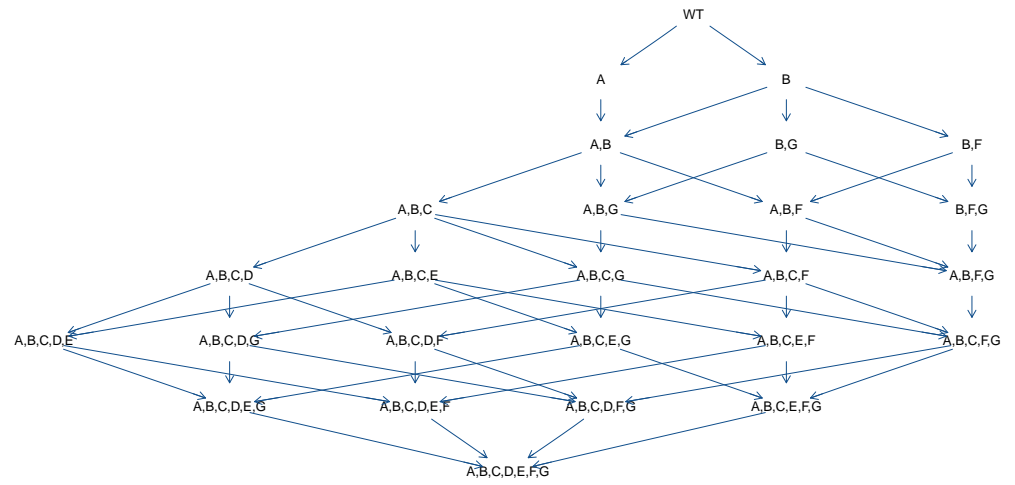 WT
A B
A,B B,G B,F
A,B,C A,B,G A,B,F B,F,G
A,B,C,D A,B,C,E A,B,C,G A,B,C,F A,B,F,G
A,B,C,D,E A,B,C,D,G A,B,C,D,F A,B,C,E,G A,B,C,E,F A,B,C,F,G
A,B,C,D,E,G A,B,C,D,E,F A,B,C,D,F,G A,B,C,E,F,G
A,B,C,D,E,F,G